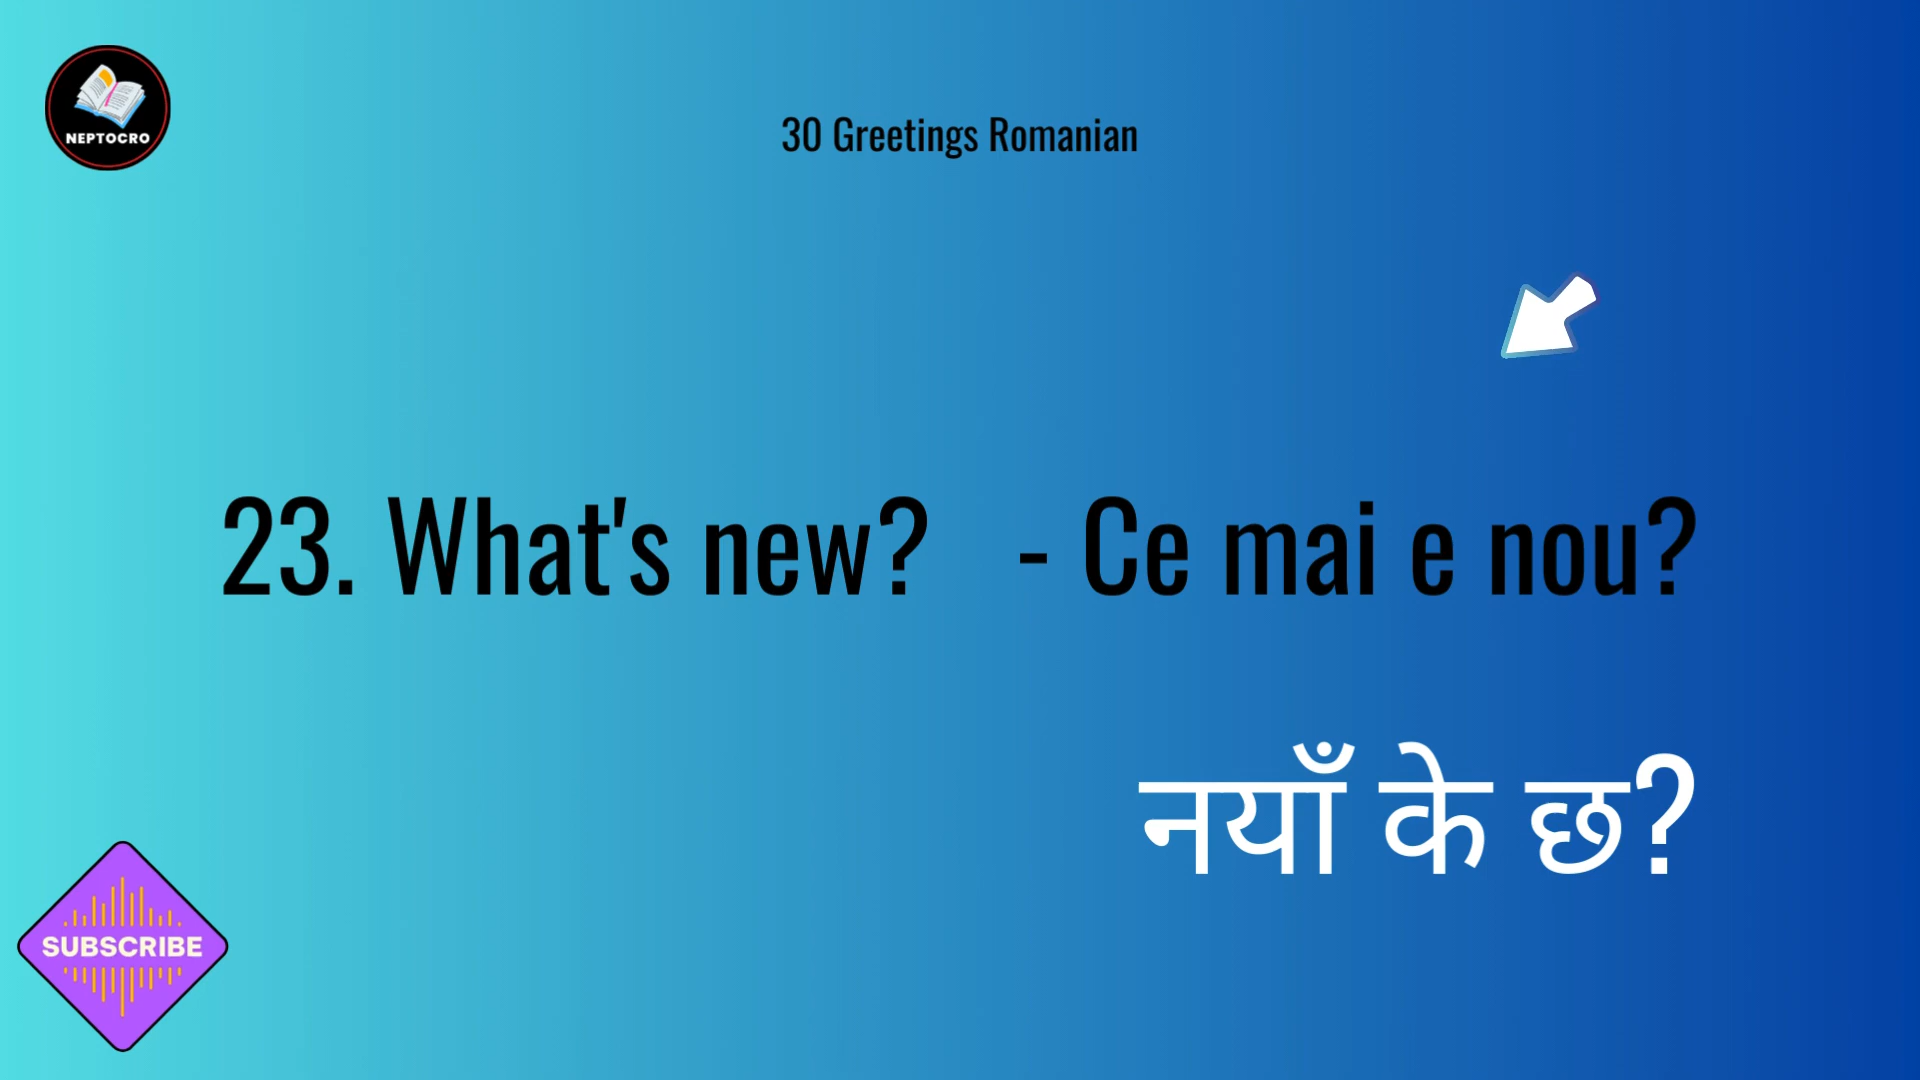 NEPTOCRO
30 Greetings Romanian
23. What's new? - Ce mai e nou?
नयाँ के छ?
SUBSCRIBE